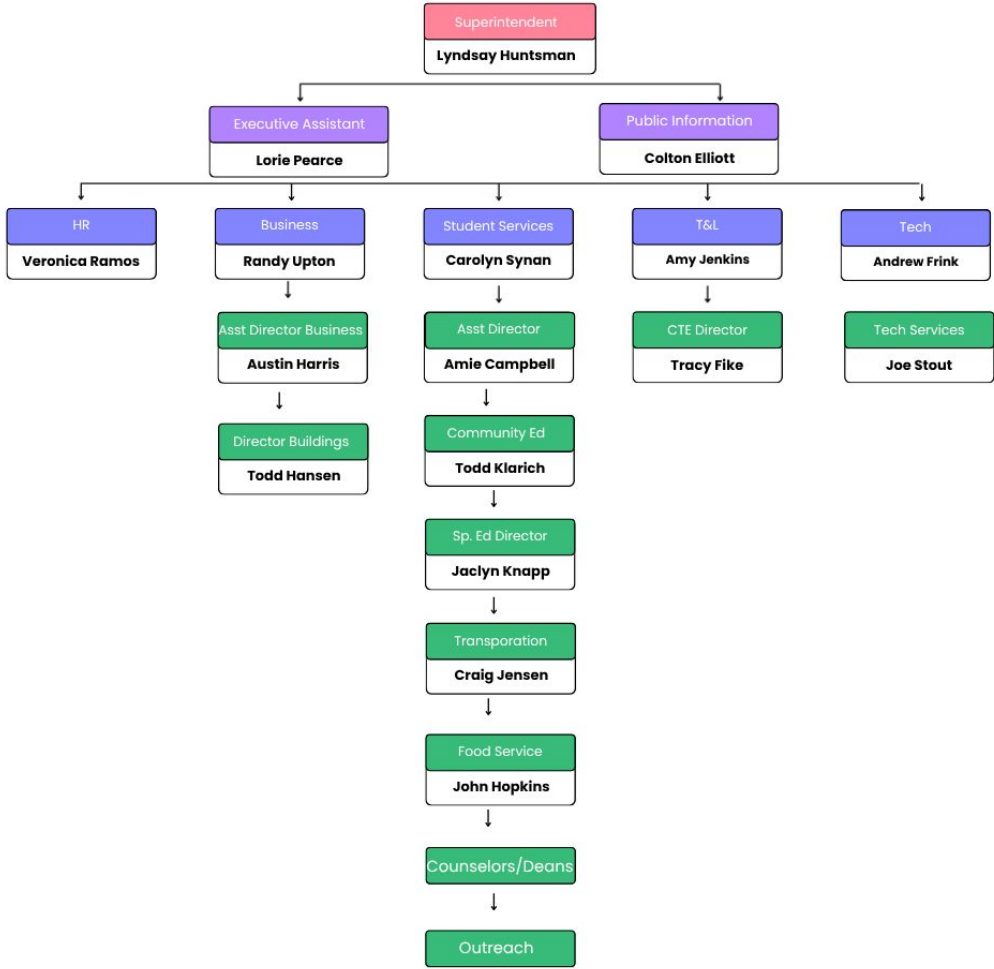 Superintendent
Lyndsay Huntsman
Executive Assistant
Lorie Pearce
Public Information
Colton Elliott
HR
Veronica Ramos
Business
Randy Upton
Student Services
Carolyn Synan
T&L
Amy Jenkins
Tech
Andrew Frink
Asst Director Business
Austin Harris
Asst Director
Amie Campbell
CTE Director
Tracy Fike
Tech Services
Joe Stout
Director Buildings
Todd Hansen
Community Ed
Todd Klarich
Sp. Ed Director
Jaclyn Knapp
Transporation
Craig Jensen
Food Service
John Hopkins
Counselors/Deans
Outreach